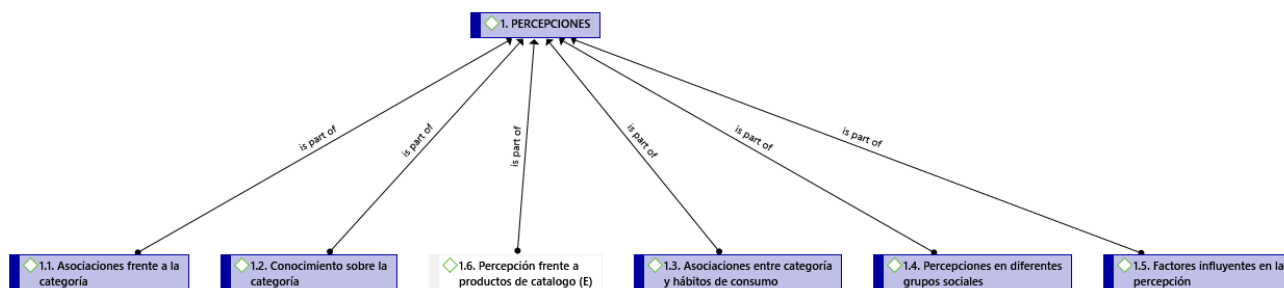 1. PERCEPCIONES
is part of
is part of
is part of
is part of
is part of
is part of
1.1. Asociaciones frente a la
categoría
1.2. Conocimiento sobre la
categoría
1.6. Percepción frente a
productos de catalogo (E)
1.3. Asociaciones entre categoría
y hábitos de consumo
1.4. Percepciones en diferentes
grupos sociales
1.5. Factores influyentes en la
percepción